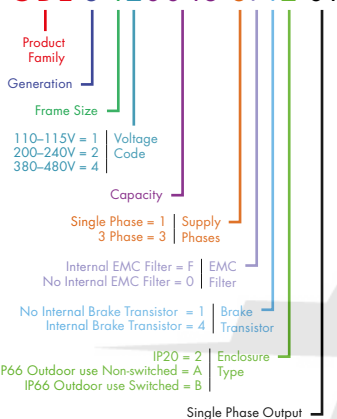 Product
Family
Generation
Frame Size
110–115V = 1 | Voltage
200–240V = 2 | Code
380–480V = 4
Capacity
Single Phase = 1 | Supply
3 Phase = 3 | Phases
Internal EMC Filter = F | EMC
No Internal EMC Filter = 0 | Filter
No Internal Brake Transistor = 1 | Brake
Internal Brake Transistor = 4 | Transistor
IP20 = 2 | Enclosure
P66 Outdoor use Non-switched = A | Type
IP66 Outdoor use Switched = B
Single Phase Output